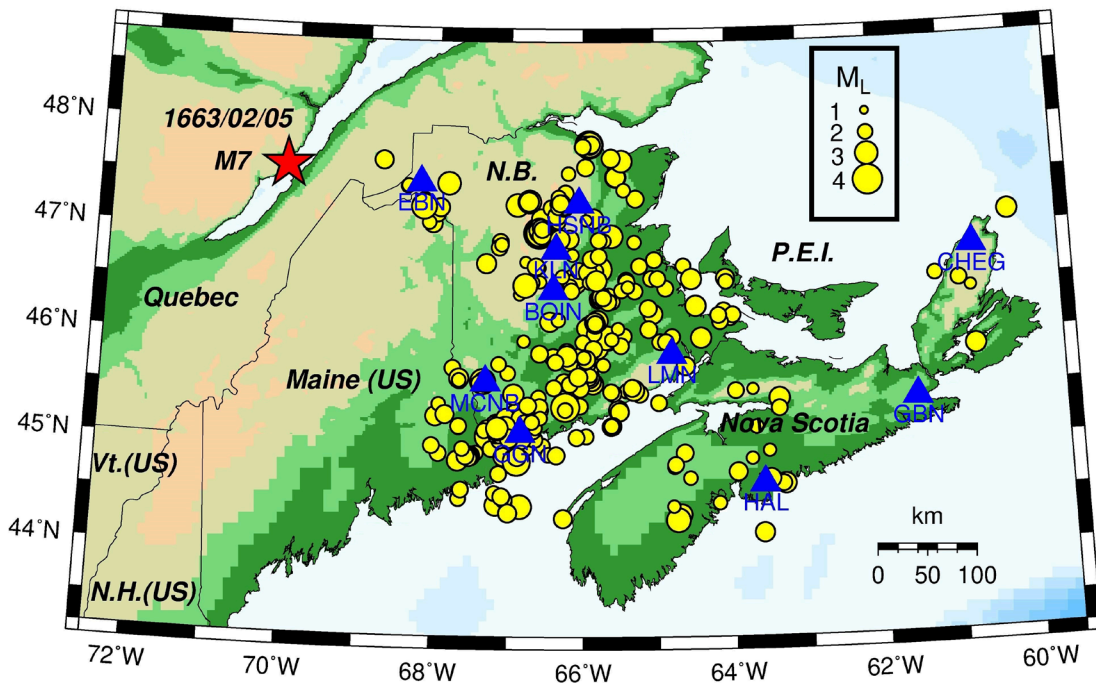 M_L
1
2
3
4
48°N
47°N
46°N
45°N
44°N
1663/02/05
M7
N.B.
EBN
HSRB
KLN
BOIN
P.E.I.
CHEG
Quebec
Maine (US)
MCNB
LMN
GBN
GGN
Nova Scotia
HAL
Vt.(US)
N.H.(US)
km
0 50 100
72°W 70°W 68°W 66°W 64°W 62°W 60°W